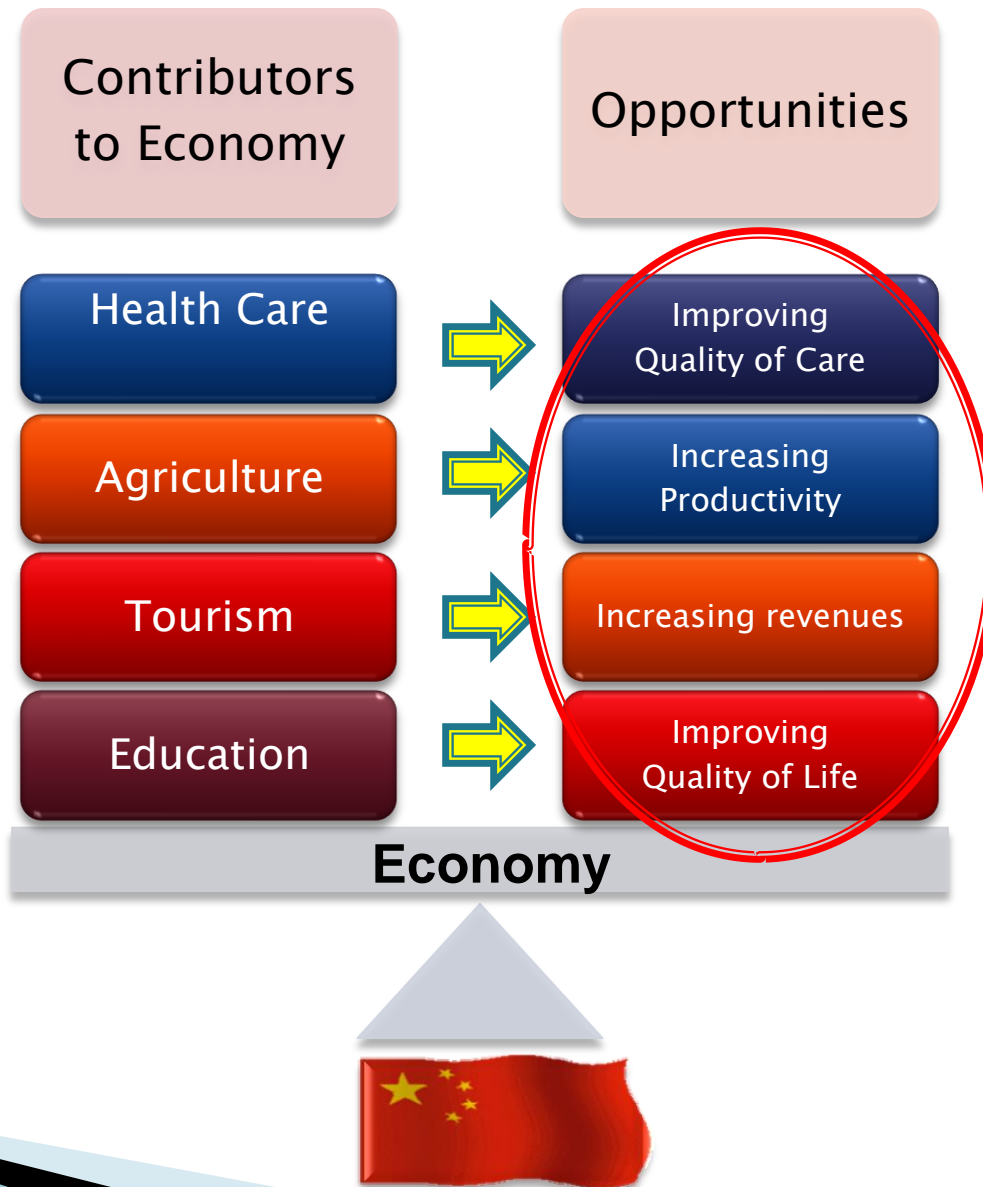 Contributors
to Economy
Opportunities
Health Care
Improving
Quality of Care
Agriculture
Increasing
Productivity
Tourism
Increasing revenues
Education
Improving
Quality of Life
Economy